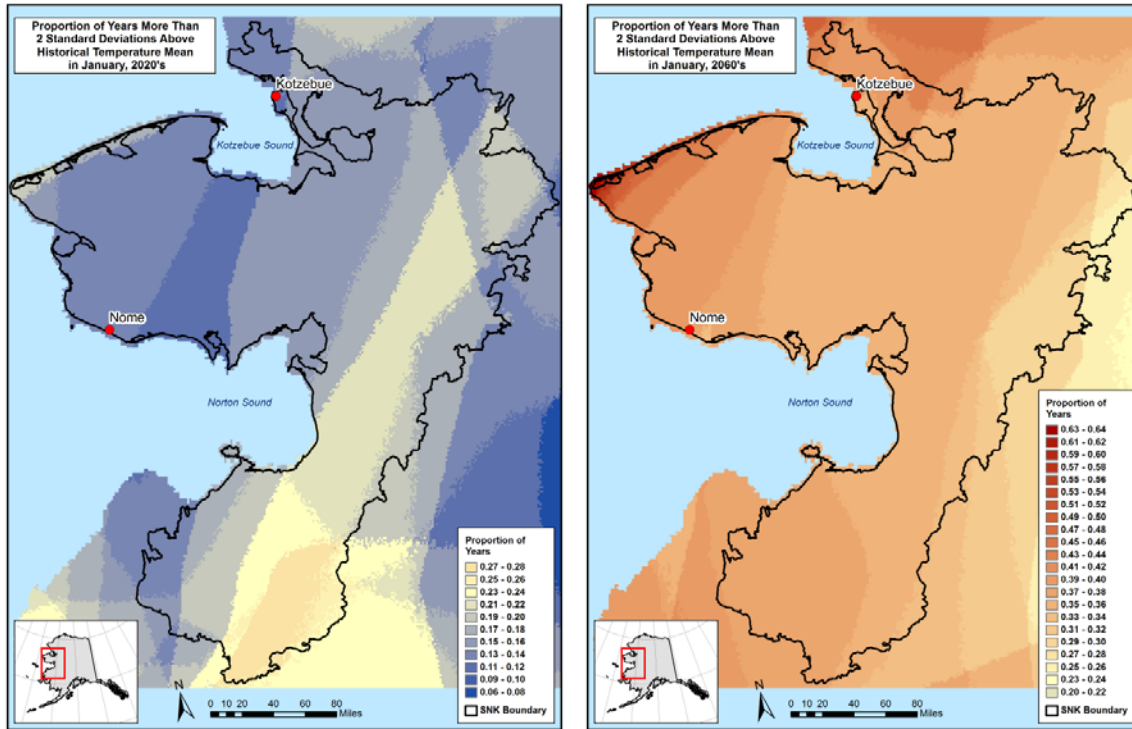 Proportion of Years More Than
2 Standard Deviations Above
Historical Temperature Mean
in January, 2020's
Kotzebue
Kotzebue Sound
Nome
Norton Sound
Proportion of
Years
0.27 - 0.28
0.25 - 0.26
0.23 - 0.24
0.21 - 0.22
0.19 - 0.20
0.17 - 0.18
0.15 - 0.16
0.13 - 0.14
0.11 - 0.12
0.09 - 0.10
0.06 - 0.08
SNK Boundary
N
0 10 20 40 60 80
Miles
Proportion of Years More Than
2 Standard Deviations Above
Historical Temperature Mean
in January, 2060's
Kotzebue
Kotzebue Sound
Nome
Norton Sound
Proportion of
Years
0.63 - 0.64
0.61 - 0.62
0.59 - 0.60
0.57 - 0.58
0.55 - 0.56
0.53 - 0.54
0.51 - 0.52
0.49 - 0.50
0.47 - 0.48
0.45 - 0.46
0.43 - 0.44
0.41 - 0.42
0.39 - 0.40
0.37 - 0.38
0.35 - 0.36
0.33 - 0.34
0.31 - 0.32
0.29 - 0.30
0.27 - 0.28
0.25 - 0.26
0.23 - 0.24
0.20 - 0.22
SNK Boundary
N
0 10 20 40 60 80
Miles